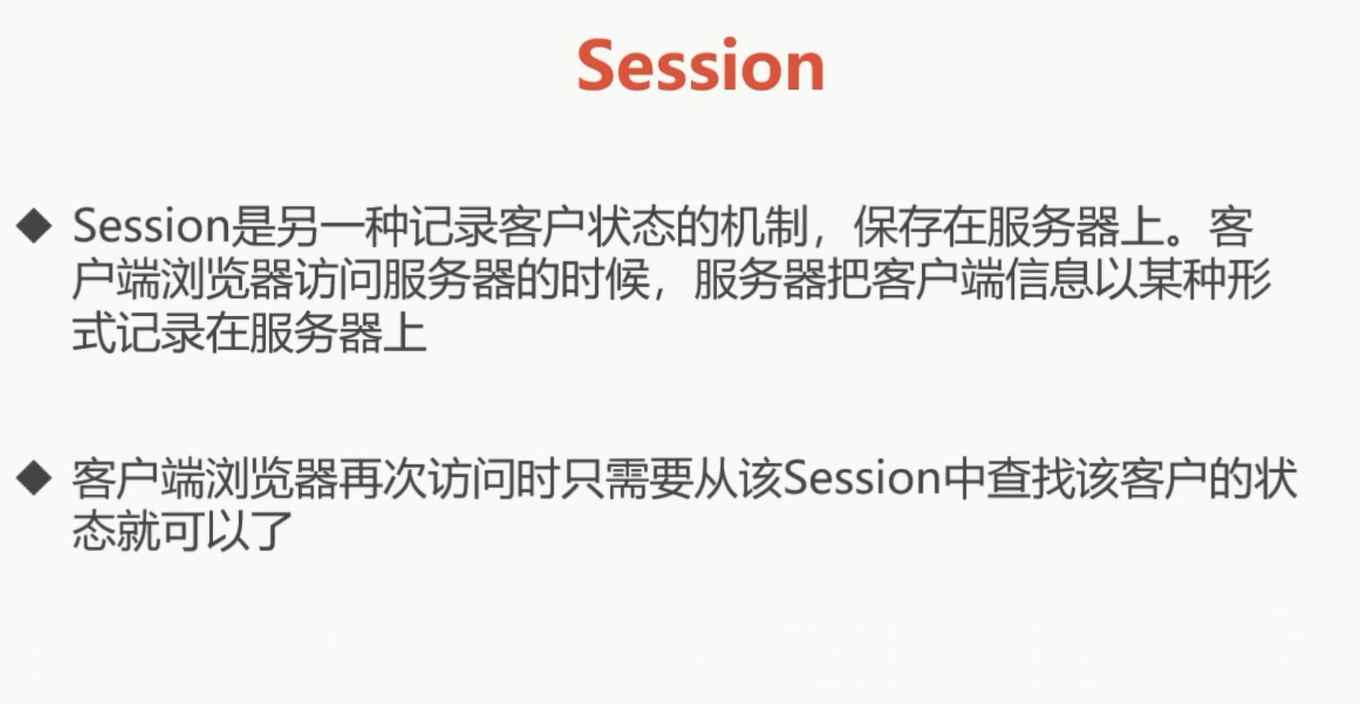 Session
◆ Session是另一种记录客户状态的机制，保存在服务器上。客
户端浏览器访问服务器的时候，服务器把客户端信息以某种形
式记录在服务器上
◆ 客户端浏览器再次访问时只需要从该Session中查找该客户的状
态就可以了